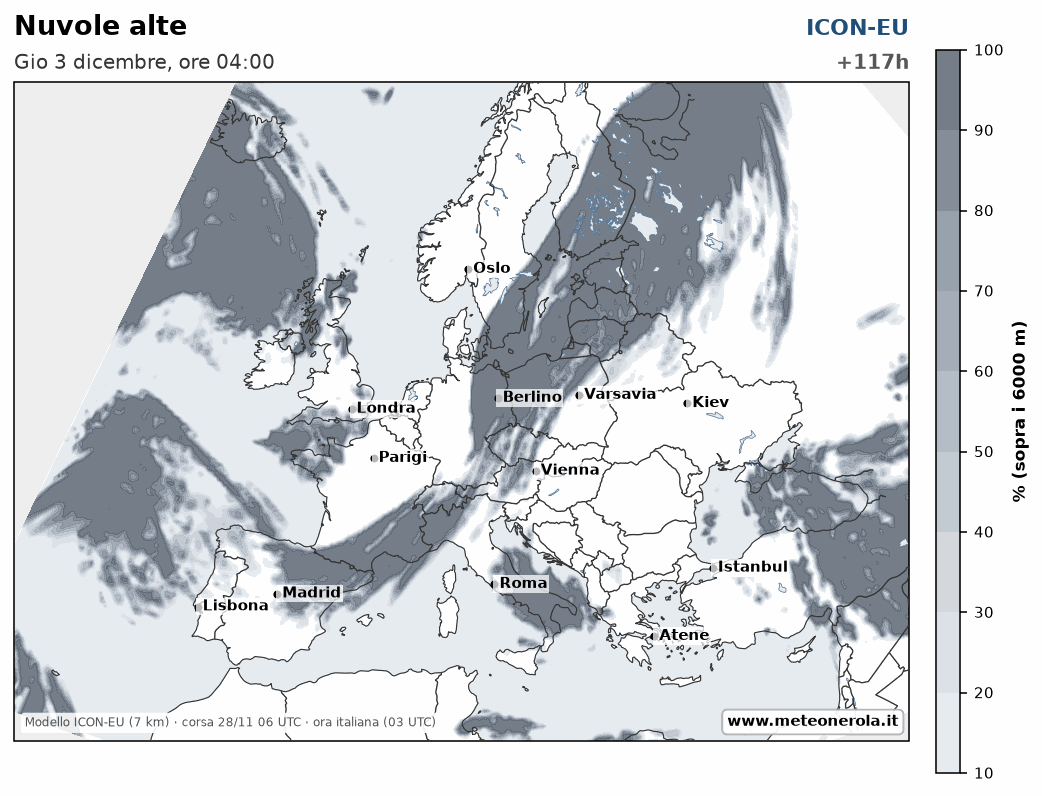 Nuvole alte
ICON-EU
Gio 3 dicembre, ore 04:00
+117h
100
90
80
70
60
50
40
30
20
10
% (sopra i 6000 m)
Oslo
Berlino
Varsavia
Kiev
Londra
Parigi
Vienna
Istanbul
Roma
Madrid
Lisbona
Atene
Modello ICON-EU (7 km) · corsa 28/11 06 UTC · ora italiana (03 UTC)
www.meteonerola.it